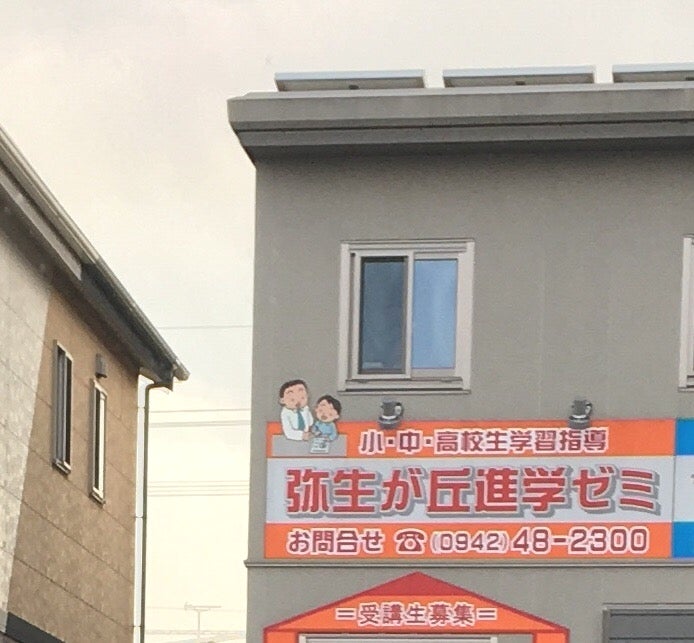 小・中・高校生学習指導
弥生が丘進学ゼミ
お問合せ ☎(0942)48-2300
=受講生募集=